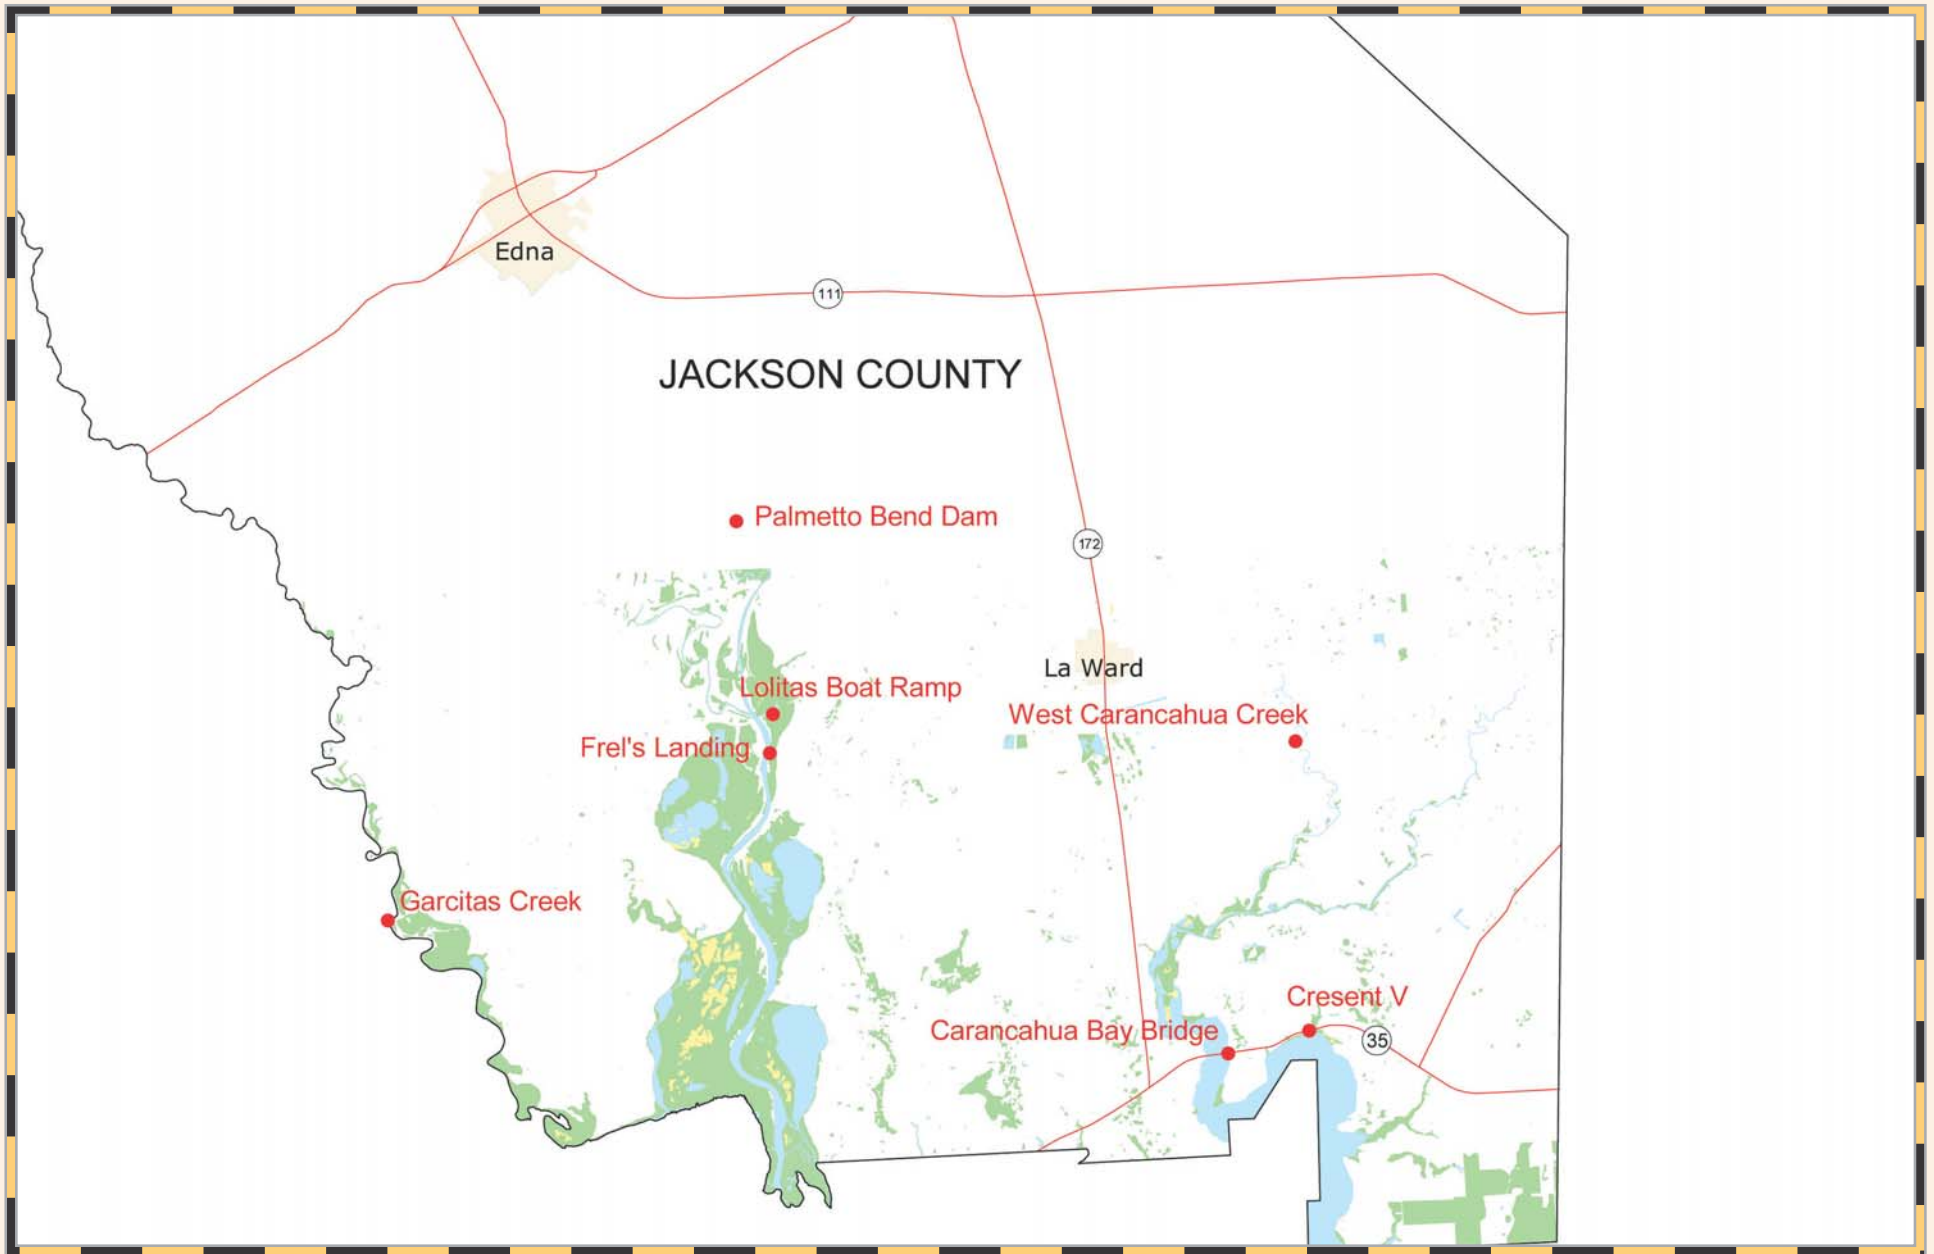 Edna
111
JACKSON COUNTY
Palmetto Bend Dam
172
La Ward
Lolitas Boat Ramp
West Carancahua Creek
Frel's Landing
Garcitas Creek
Cresent V
Carancahua Bay Bridge
35